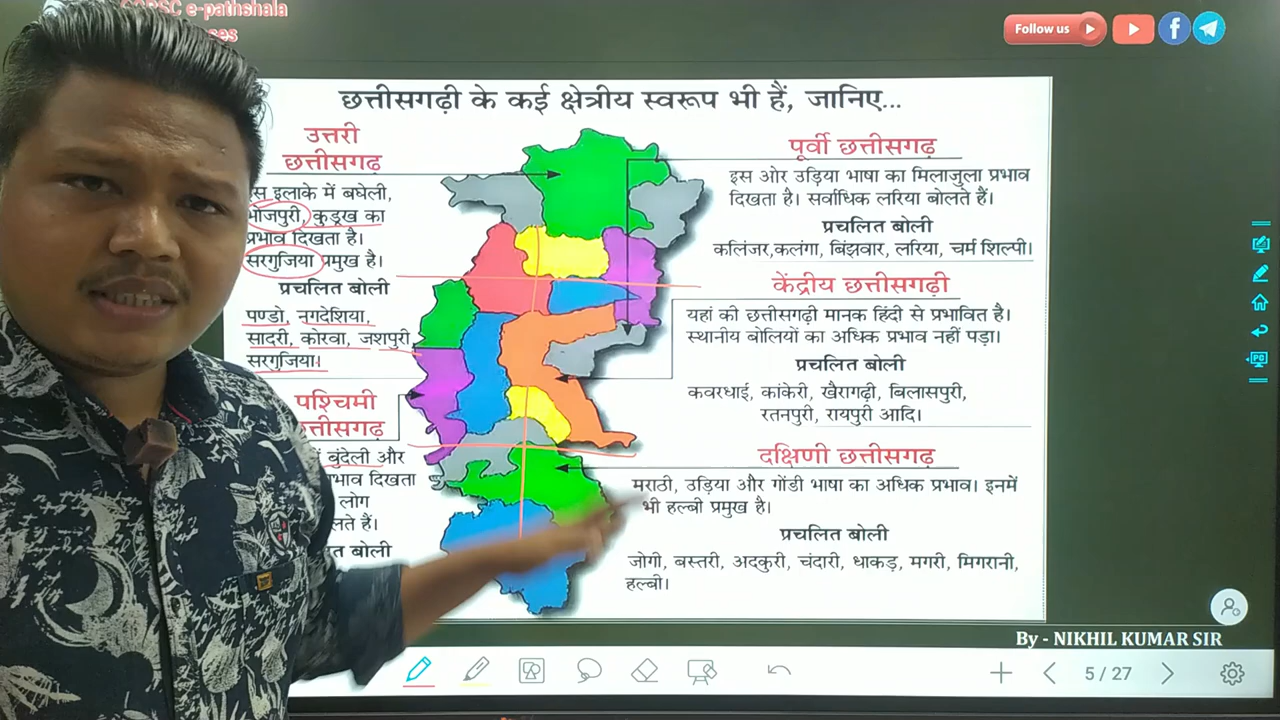 e-pathshala
Follow us
छत्तीसगढ़ी के कई क्षेत्रीय स्वरूप भी हैं, जानिए...
उत्तरी
छत्तीसगढ़
इलाके में बघेली,
भोजपुरी, कुडूख का
प्रभाव दिखता है।
सरगुजिया प्रमुख है।
प्रचलित बोली
पण्डो, नगदेशिया,
सादरी, कोरवा, जशपुरी
सरगुजिया।
पश्चिमी
छत्तीसगढ़
बुंदेली और
दिखता
लोग
हैं।
बोली
पूर्वी छत्तीसगढ़
इस ओर उड़िया भाषा का मिलाजुला प्रभाव
दिखता है। सर्वाधिक लरिया बोलते हैं।
प्रचलित बोली
कलिंजर,कलंगा, बिंझवार, लरिया, चर्म शिल्पी।
केंद्रीय छत्तीसगढ़ी
यहां की छत्तीसगढ़ी मानक हिंदी से प्रभावित है।
स्थानीय बोलियों का अधिक प्रभाव नहीं पड़ा।
प्रचलित बोली
कवरधाई, कांकेरी, खैरागढ़ी, बिलासपुरी,
रतनपुरी, रायपुरी आदि।
दक्षिणी छत्तीसगढ़
मराठी, उड़िया और गोंडी भाषा का अधिक प्रभाव। इनमें
भी हल्बी प्रमुख है।
प्रचलित बोली
जोगी, बस्तरी, अदकुरी, चंदारी, धाकड़, मगरी, मिगरानी,
हल्बी।
By - NIKHIL KUMAR SIR
5 / 27